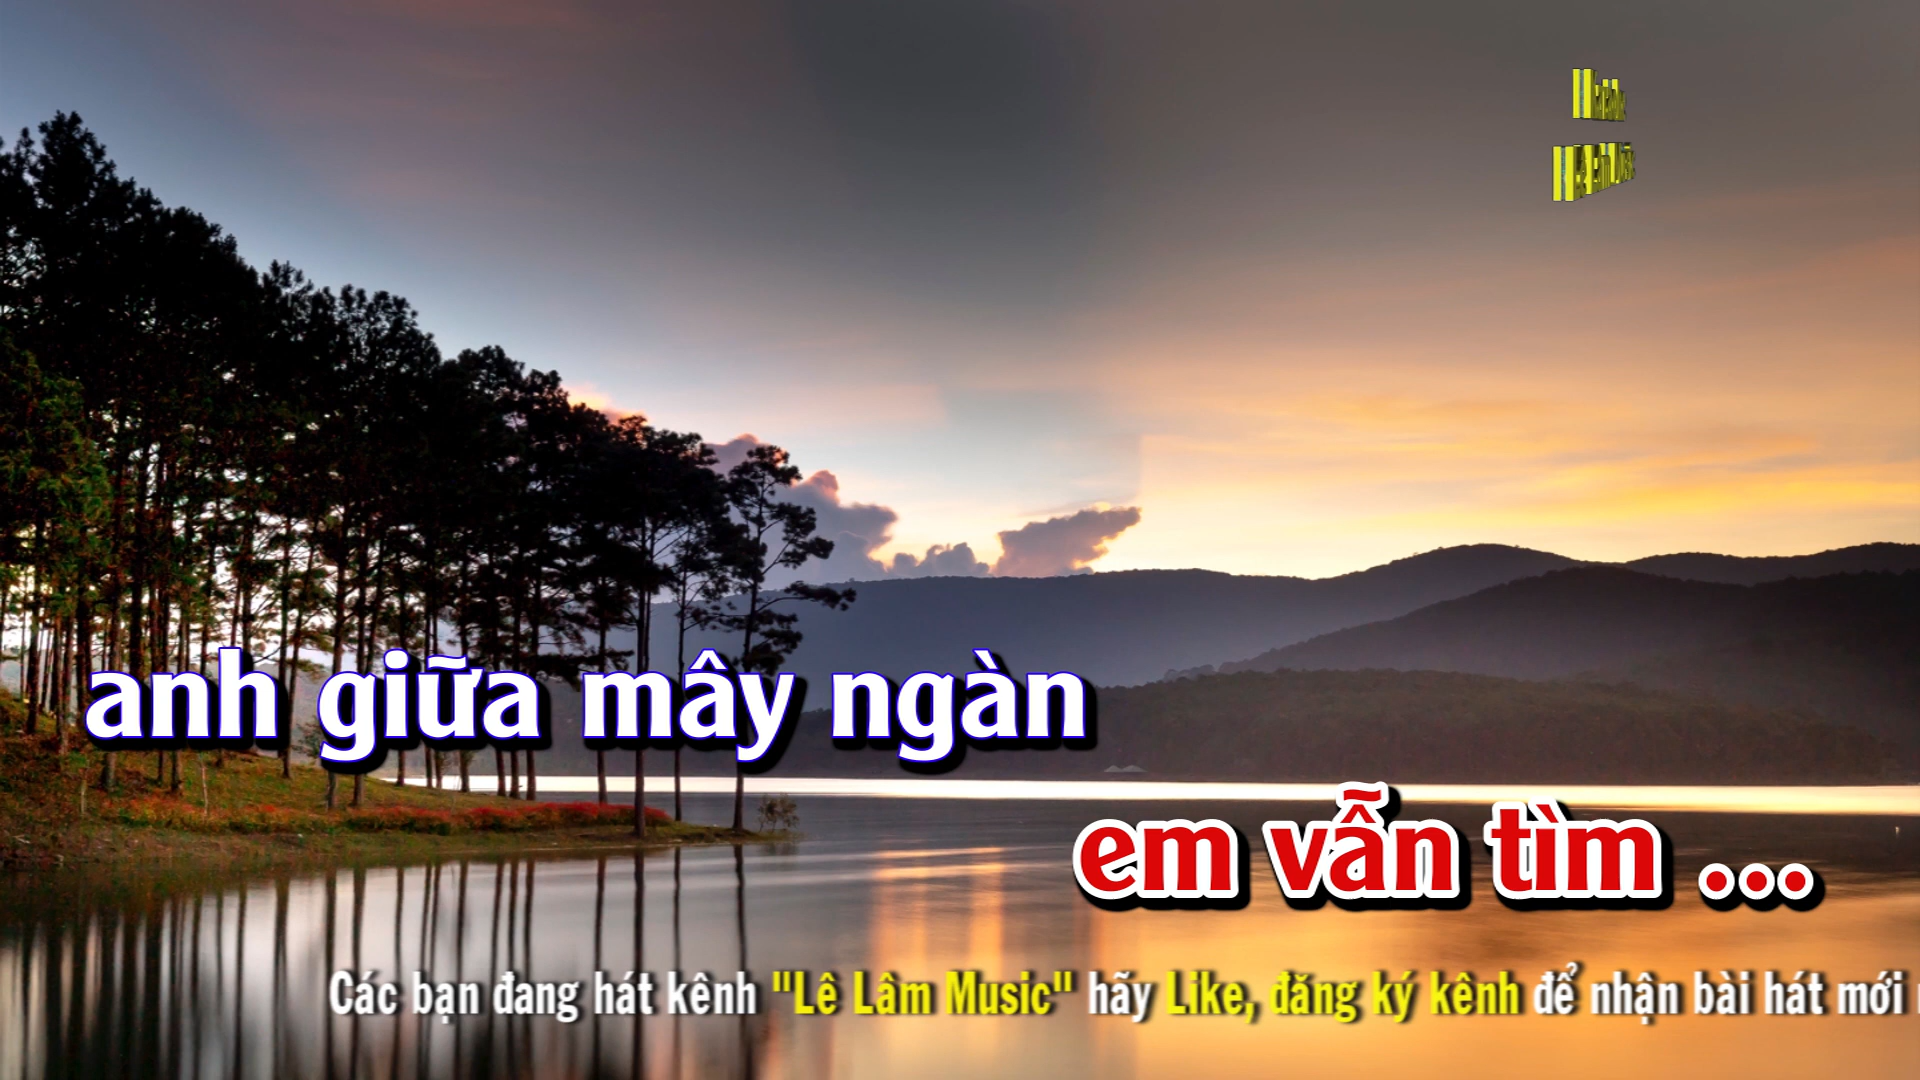 anh giữa mây ngàn
em vẫn tìm ...
Các bạn đang hát kênh "Lê Lâm Music" hãy Like, đăng ký kênh để nhận bài hát mới